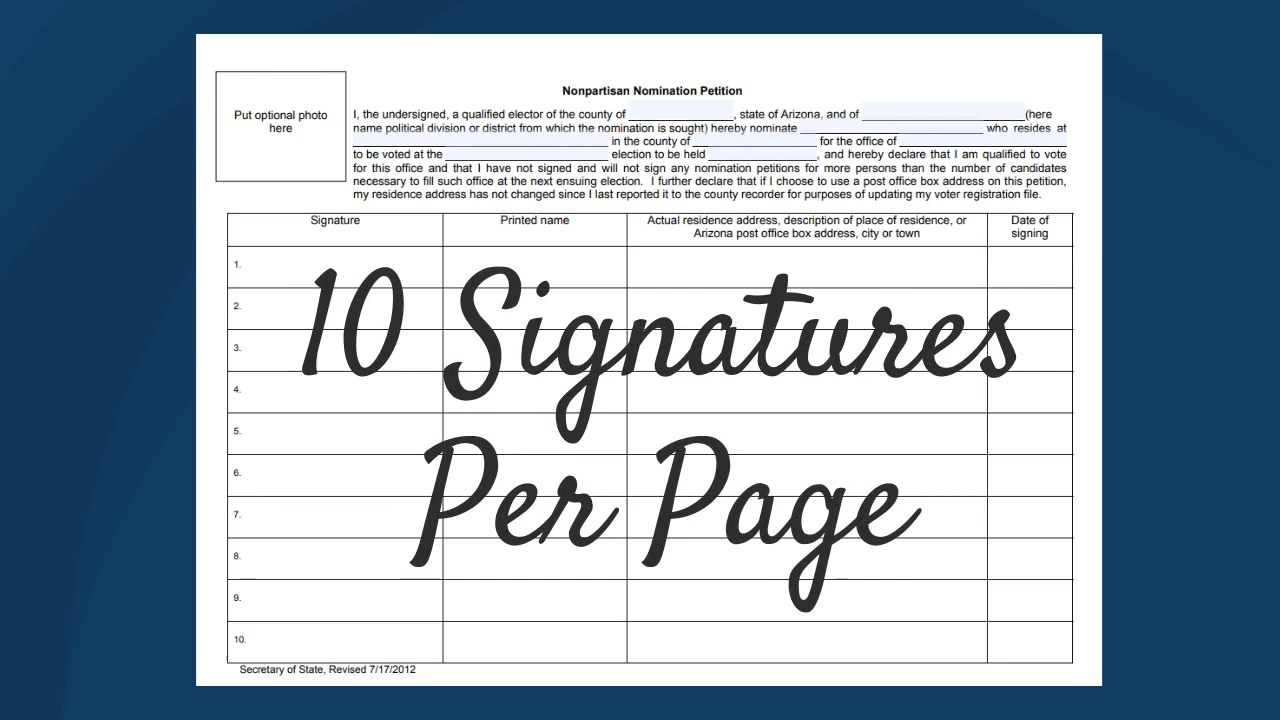 Put optional photo
here
Nonpartisan Nomination Petition
I, the undersigned, a qualified elector of the county of , state of Arizona, and of (here
name political division or district from which the nomination is sought) hereby nominate who resides at
in the county of for the office of
to be voted at the election to be held , and hereby declare that I am qualified to vote
for this office and that I have not signed and will not sign any nomination petitions for more persons than the number of candidates
necessary to fill such office at the next ensuing election. I further declare that if I choose to use a post office box address on this petition,
my residence address has not changed since I last reported it to the county recorder for purposes of updating my voter registration file.
Signature Printed name Actual residence address, description of place of residence, or Date of
Arizona post office box address, city or town signing
1.
2.
3.
4.
5.
6.
7.
8.
9.
10.
10 Signatures
Per Page
Secretary of State, Revised 7/17/2012